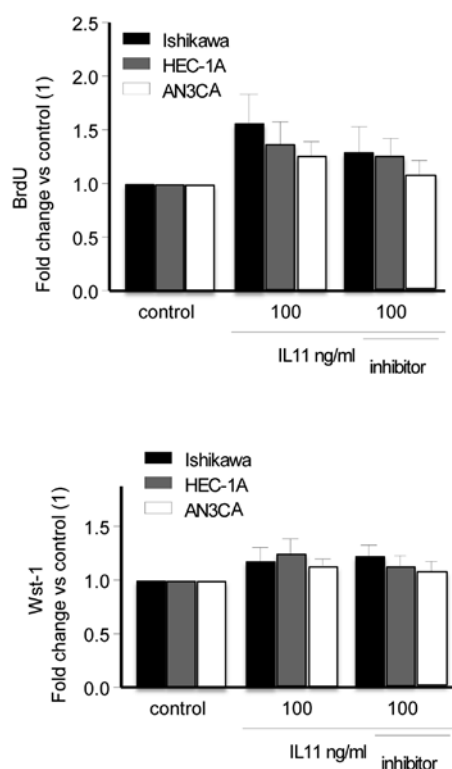 BrdU
Fold change vs control (1)
2.5
2.0
1.5
1.0
0.5
0.0
Ishikawa
HEC-1A
AN3CA
control
100
100
IL11 ng/ml
inhibitor
Wst-1
Fold change vs control (1)
1.5
1.0
0.5
0.0
Ishikawa
HEC-1A
AN3CA
control
100
100
IL11 ng/ml
inhibitor